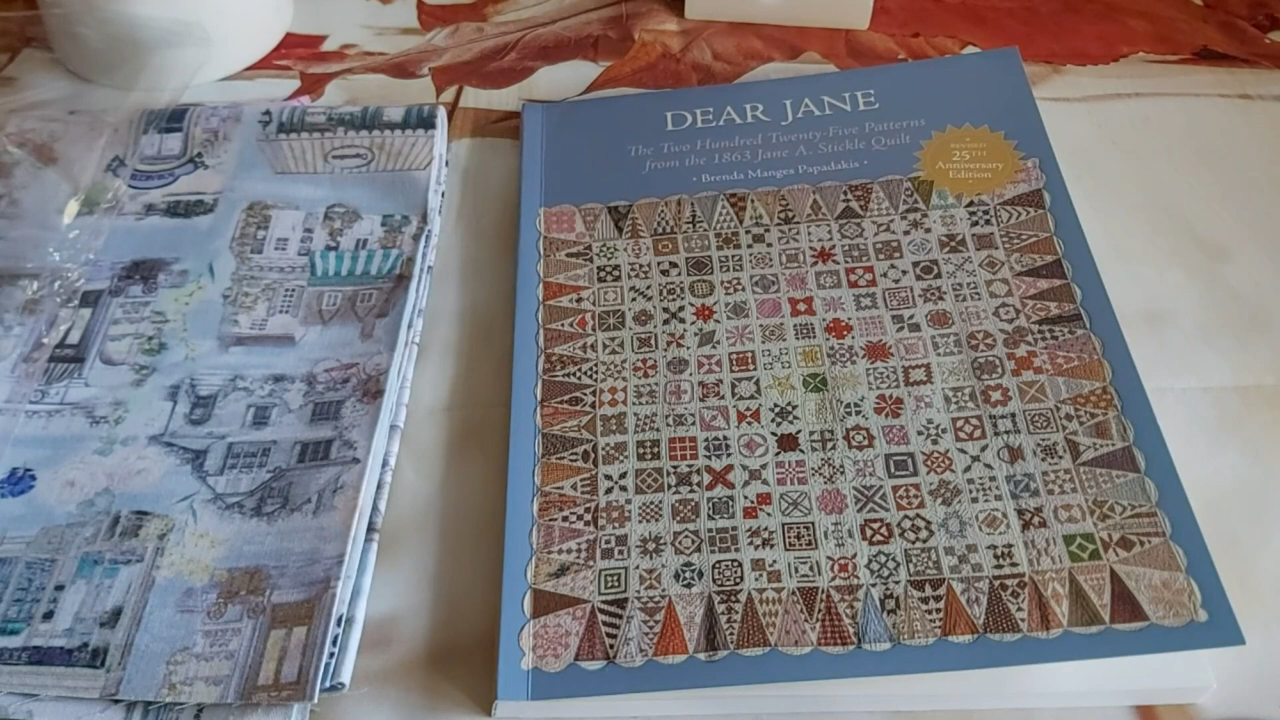 DEAR JANE
The Two Hundred Twenty-Five Patterns
from the 1863 Jane A. Stickle Quilt
• Brenda Manges Papadakis •
REVISED
25TH
Anniversary
Edition